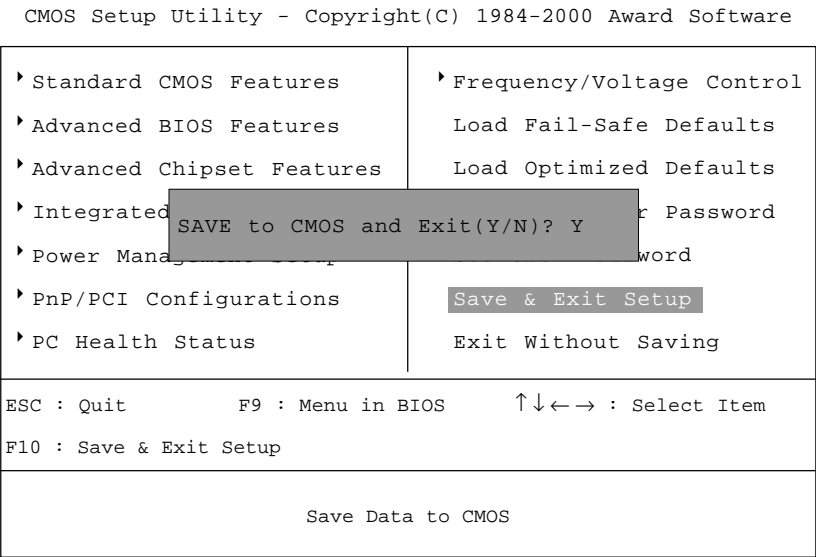 CMOS Setup Utility - Copyright(C) 1984-2000 Award Software
Standard CMOS Features
Advanced BIOS Features
Advanced Chipset Features
Integrated
Power Management Setup
PnP/PCI Configurations
PC Health Status
Frequency/Voltage Control
Load Fail-Safe Defaults
Load Optimized Defaults
Password
Save & Exit Setup
Exit Without Saving
SAVE to CMOS and Exit(Y/N)? Y
ESC : Quit F9 : Menu in BIOS ↑↓←→ : Select Item
F10 : Save & Exit Setup
Save Data to CMOS